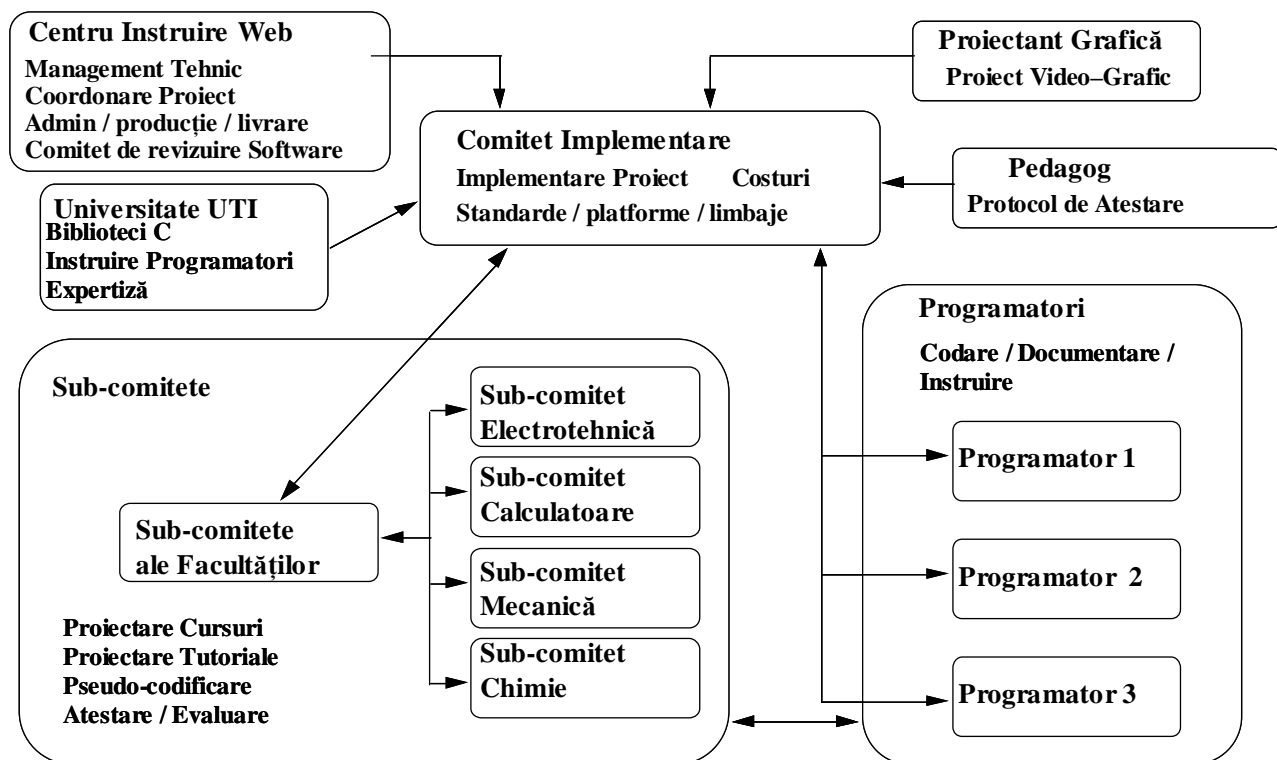 Centru Instruire Web
Management Tehnic
Coordonare Proiect
Admin / producție / livrare
Comitet de revizuire Software
Proiectant Grafică
Proiect Video–Grafic
Comitet Implementare
Implementare Proiect Costuri
Standarde / platforme / limbaje
Pedagog
Protocol de Atestare
Universitate UTI
Biblioteci C
Instruire Programatori
Expertiză
Sub-comitete
Sub-comitet
Electrotehnică
Sub-comitet
Calculatoare
Sub-comitete
ale Facultăților
Sub-comitet
Mecanică
Sub-comitet
Chimie
Proiectare Cursuri
Proiectare Tutoriale
Pseudo-codificare
Atestare / Evaluare
Programatori
Codare / Documentare /
Instruire
Programator 1
Programator 2
Programator 3